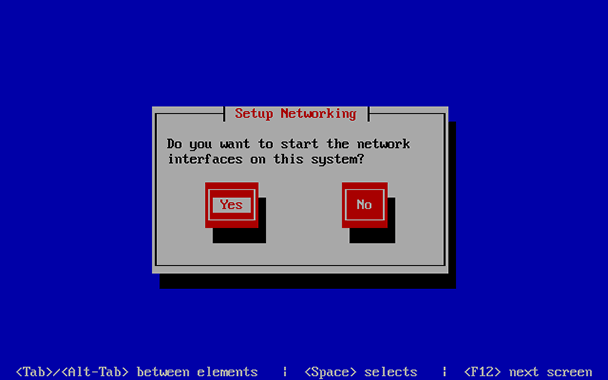 Setup Networking
Do you want to start the network
interfaces on this system?
Yes No
<Tab>/<Alt-Tab> between elements | <Space> selects | <F12> next screen